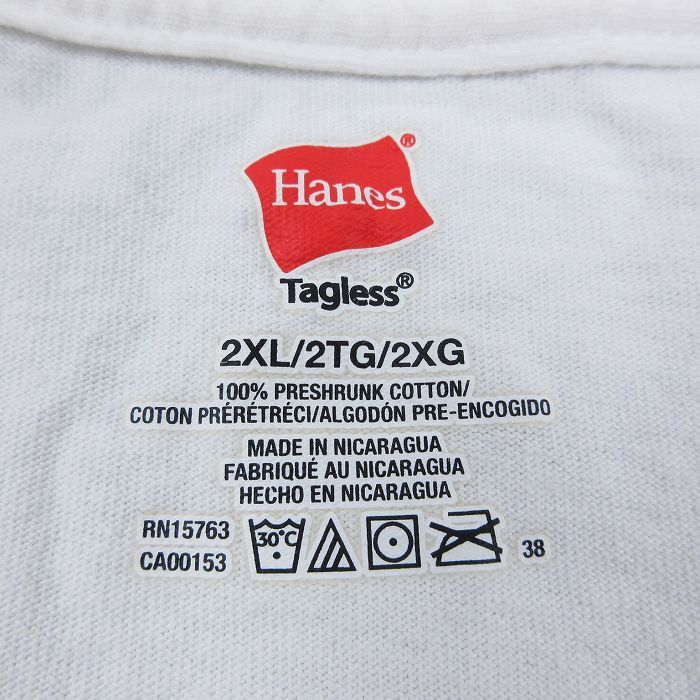 Hanes®
Tagless®
2XL/2TG/2XG
100% PRESHRUNK COTTON/
COTON PRÉRÉTRÉCI/ALGODÓN PRE-ENCOGIDO
MADE IN NICARAGUA
FABRIQUÉ AU NICARAGUA
HECHO EN NICARAGUA
RN15763
CA00153
30°C
38